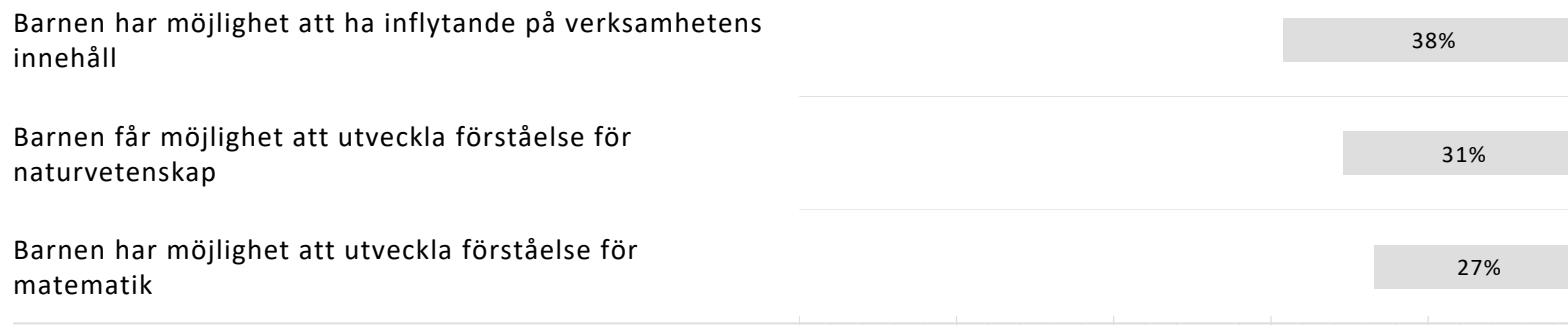 Barnen har möjlighet att ha inflytande på verksamhetens
innehåll
38%
Barnen får möjlighet att utveckla förståelse för
naturvetenskap
31%
Barnen har möjlighet att utveckla förståelse för
matematik
27%